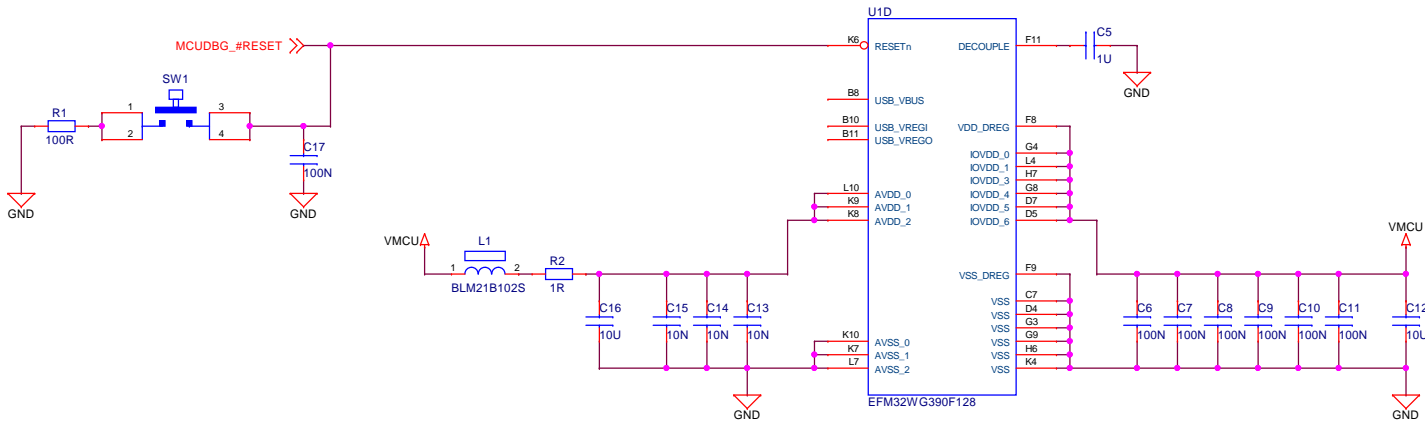 U1D
MCUDBG_#RESET
K6 RESETn DECOUPLE F11 C5
1U
GND
SW1
R1 1 3
100R 2 4
C17
100N
GND
GND
B8 USB_VBUS
B10 USB_VREGI VDD_DREG F8
B11 USB_VREGO
IOVDD_0 G4
IOVDD_1 L4
IOVDD_3 H7
L10 AVDD_0 IOVDD_4 G8
K9 AVDD_1 IOVDD_5 D7
K8 AVDD_2 IOVDD_6 D5
VMCU L1 VMCU
1 2 R2
BLM21B102S 1R
VSS_DREG F9
C16 C15 C14 C13
10U 10N 10N 10N
VSS C7
VSS D4
VSS G3
K10 AVSS_0 VSS G9
K7 AVSS_1 VSS H6
L7 AVSS_2 VSS K4
C6 C7 C8 C9 C10 C11 C12
100N 100N 100N 100N 100N 100N 10U
EFM32WG390F128
GND GND